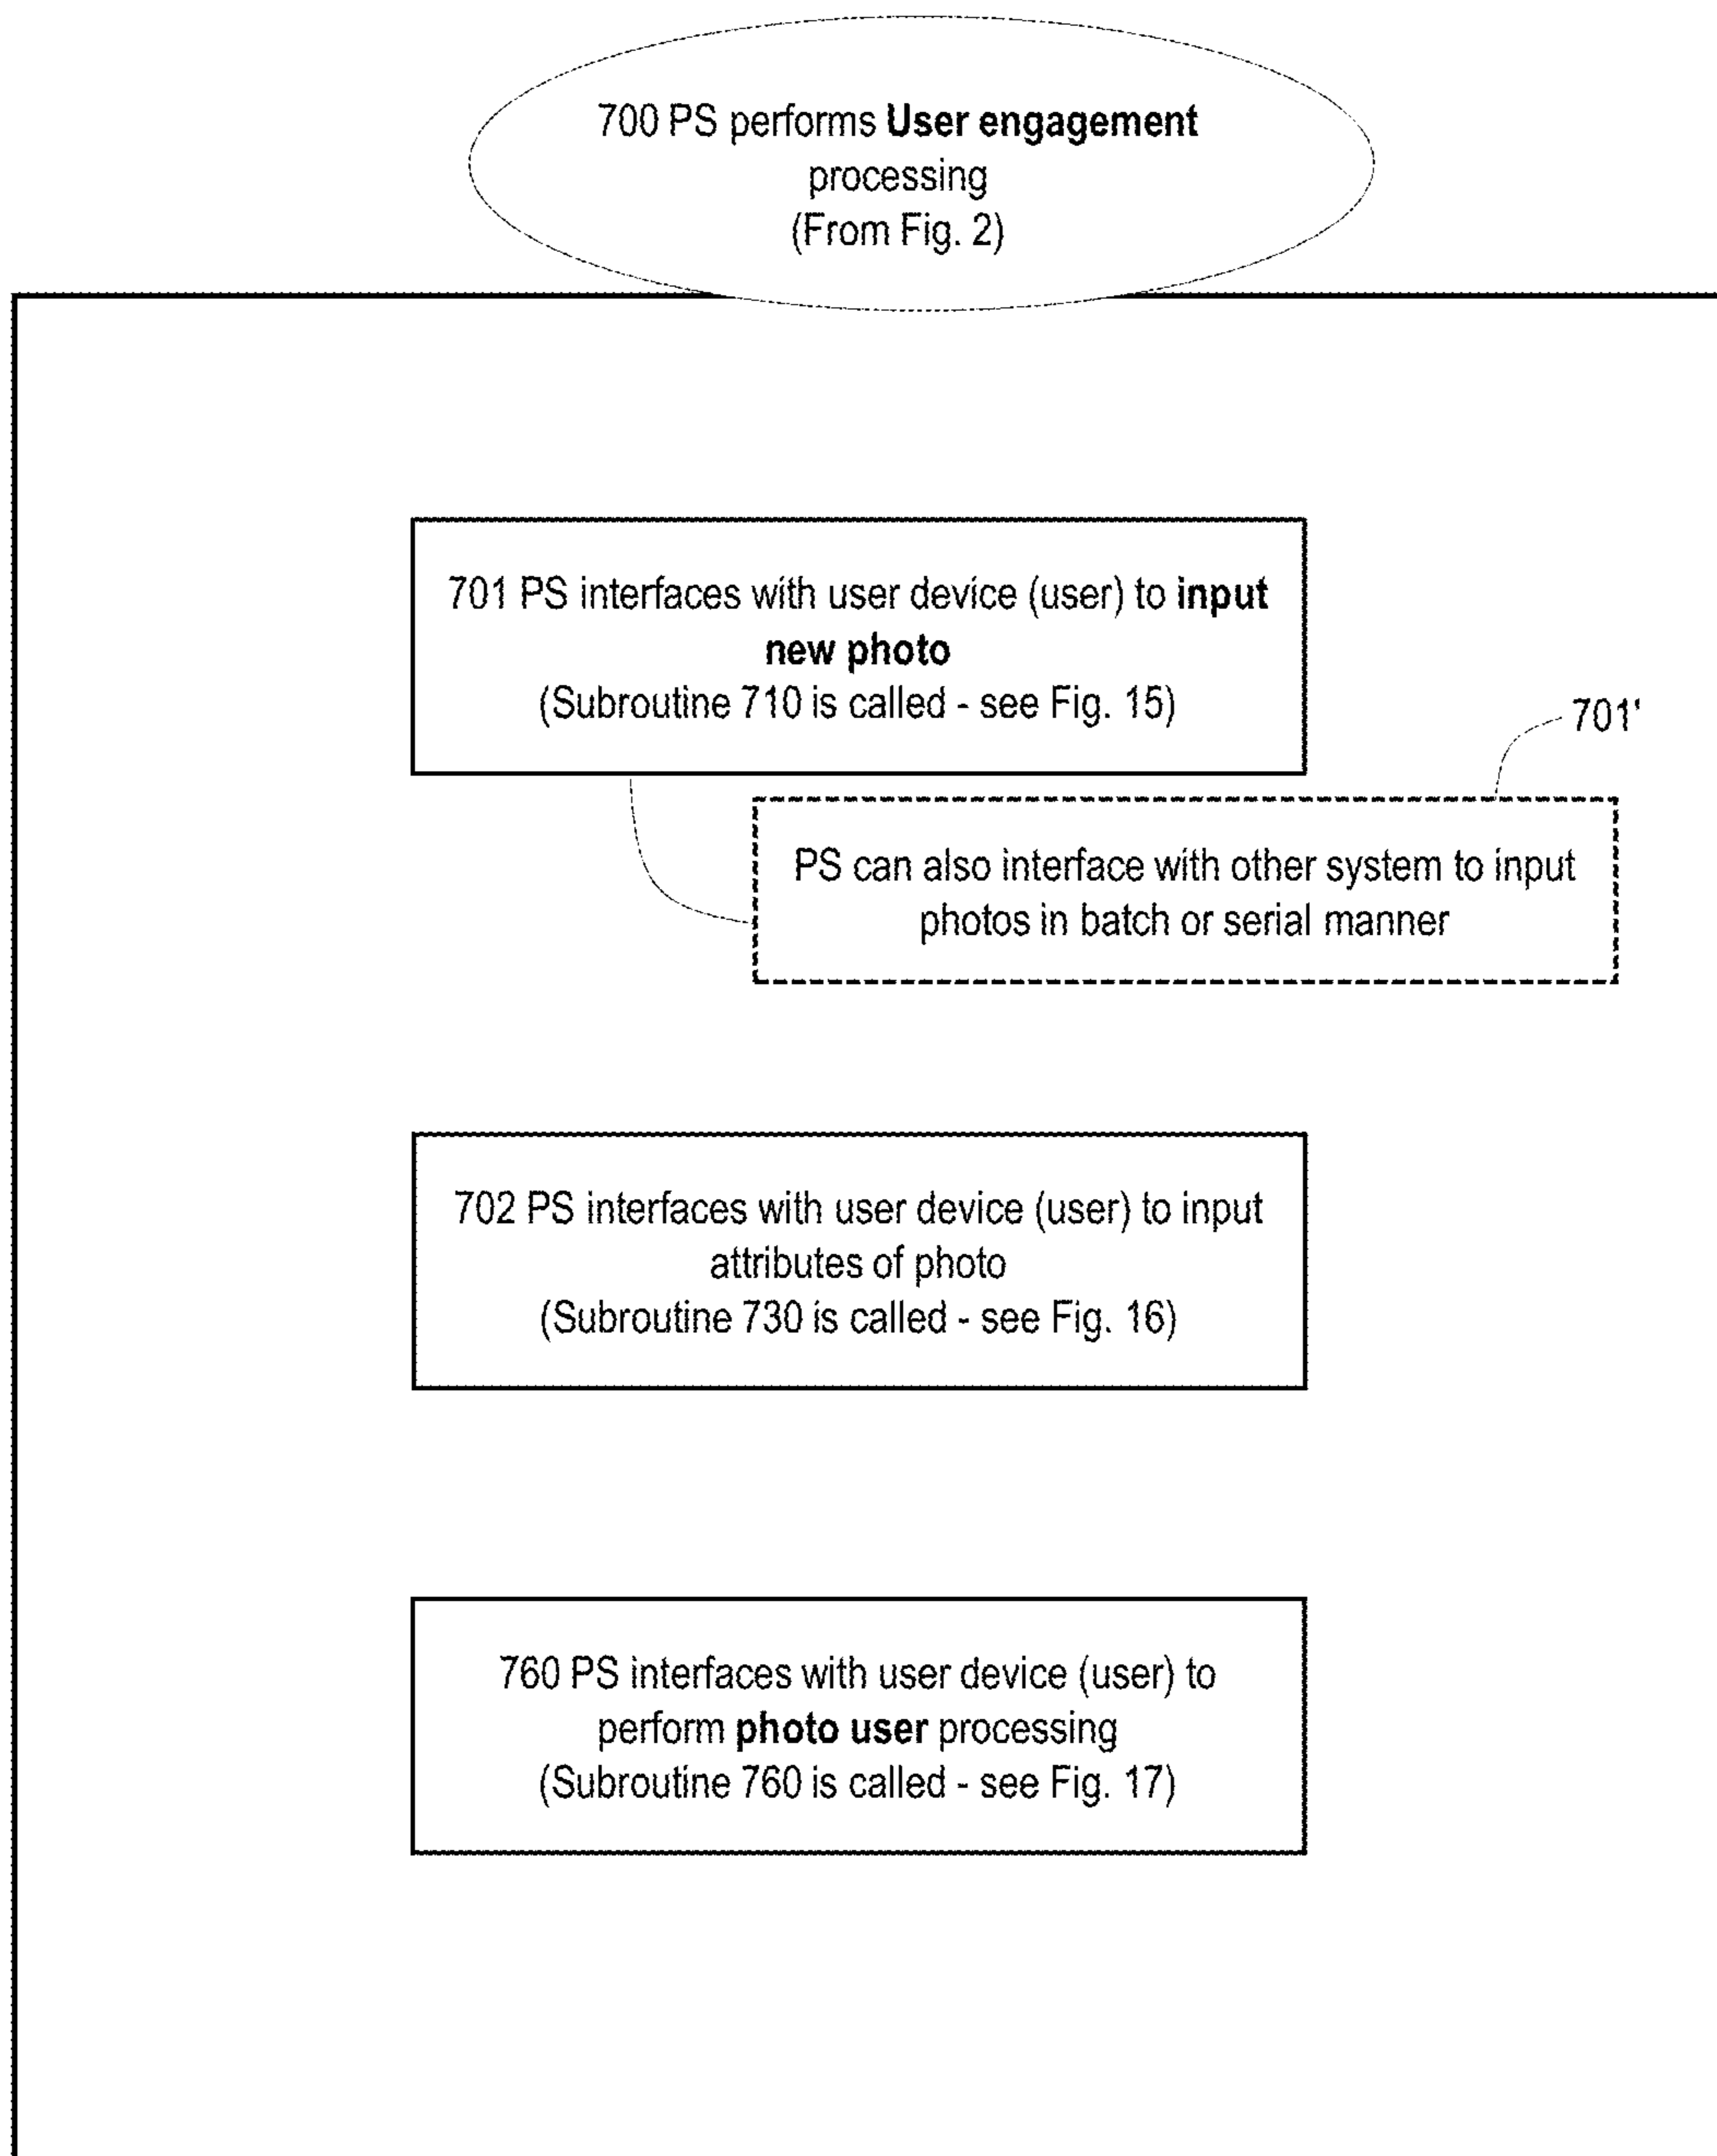 700 PS performs User engagement
processing
(From Fig. 2)
701 PS interfaces with user device (user) to input
new photo
(Subroutine 710 is called - see Fig. 15)
701'
PS can also interface with other system to input
photos in batch or serial manner
702 PS interfaces with user device (user) to input
attributes of photo
(Subroutine 730 is called - see Fig. 16)
760 PS interfaces with user device (user) to
perform photo user processing
(Subroutine 760 is called - see Fig. 17)